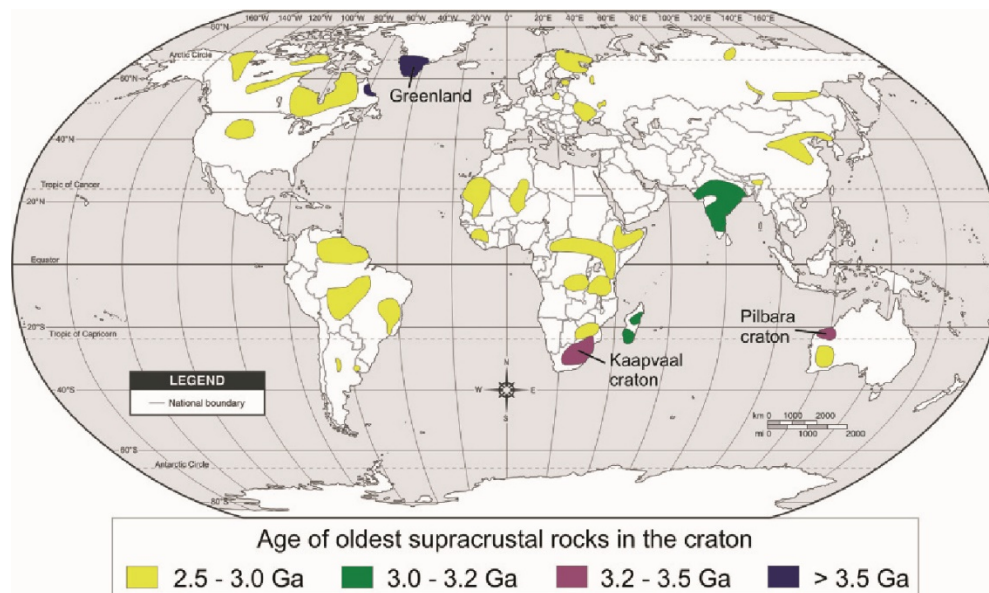 160°W 140°W 120°W 100°W 80°W 60°W 40°W 20°W 0° 20°E 40°E 60°E 80°E 100°E 120°E 140°E 160°E
80°N
Arctic Circle
60°N
Greenland
40°N
Tropic of Cancer
20°N
Equator
20°S
Tropic of Capricorn
Pilbara
craton
Kaapvaal
craton
LEGEND
National boundary
N
W E
S
40°S
km 0 1000 2000
mi 0 1000 2000
60°S
Antarctic Circle
80°S
Age of oldest supracrustal rocks in the craton
2.5 - 3.0 Ga 3.0 - 3.2 Ga 3.2 - 3.5 Ga > 3.5 Ga